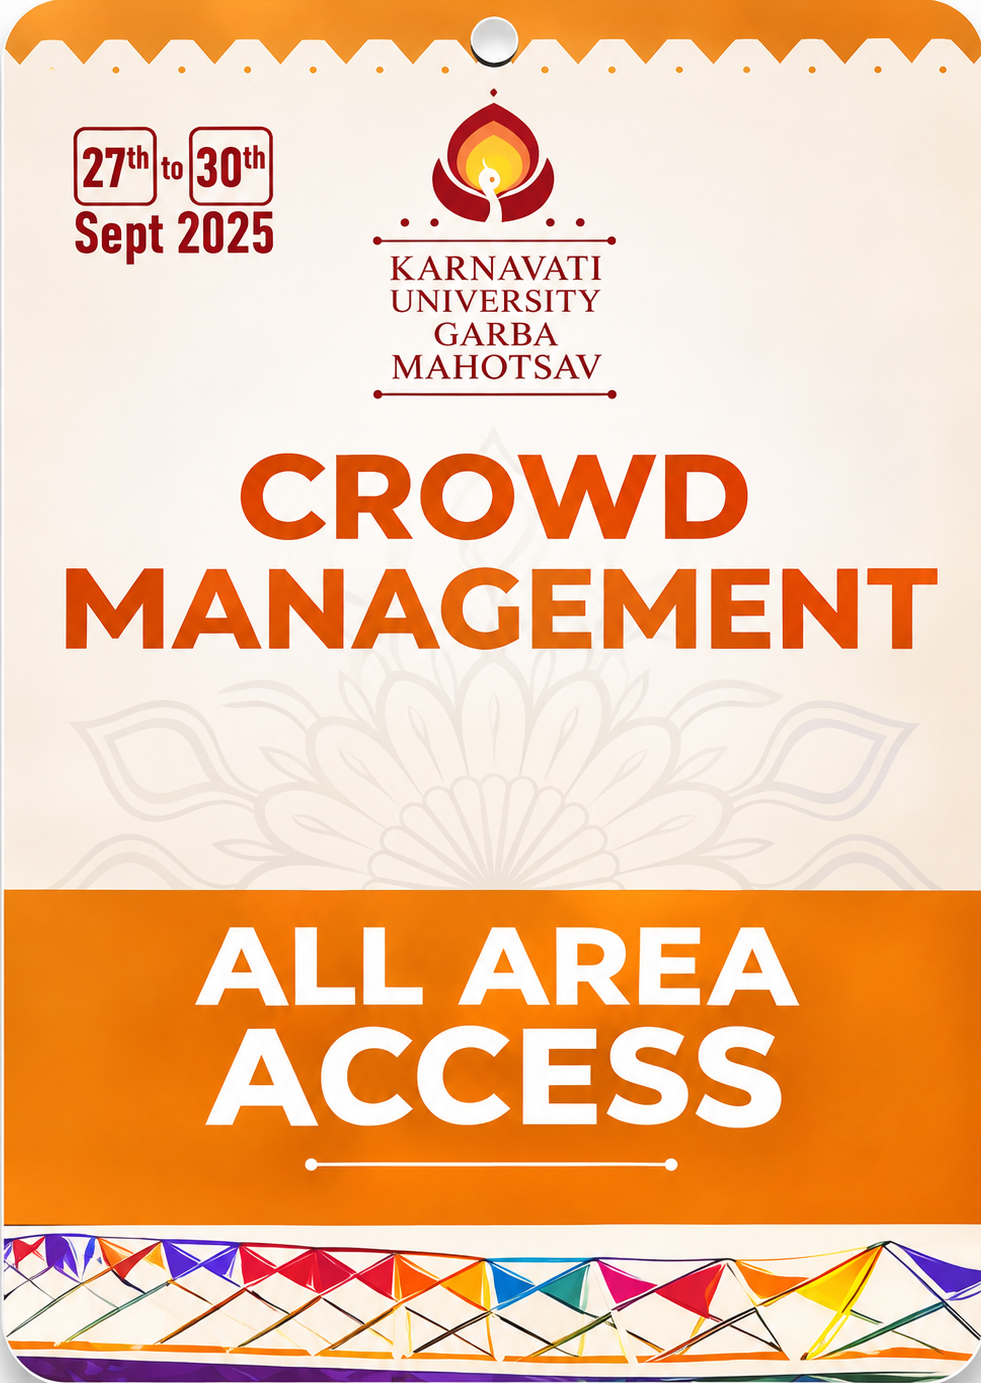 27th to 30th
Sept 2025
KARNAVATI
UNIVERSITY
GARBA
MAHOTSAV
CROWD
MANAGEMENT
ALL AREA
ACCESS